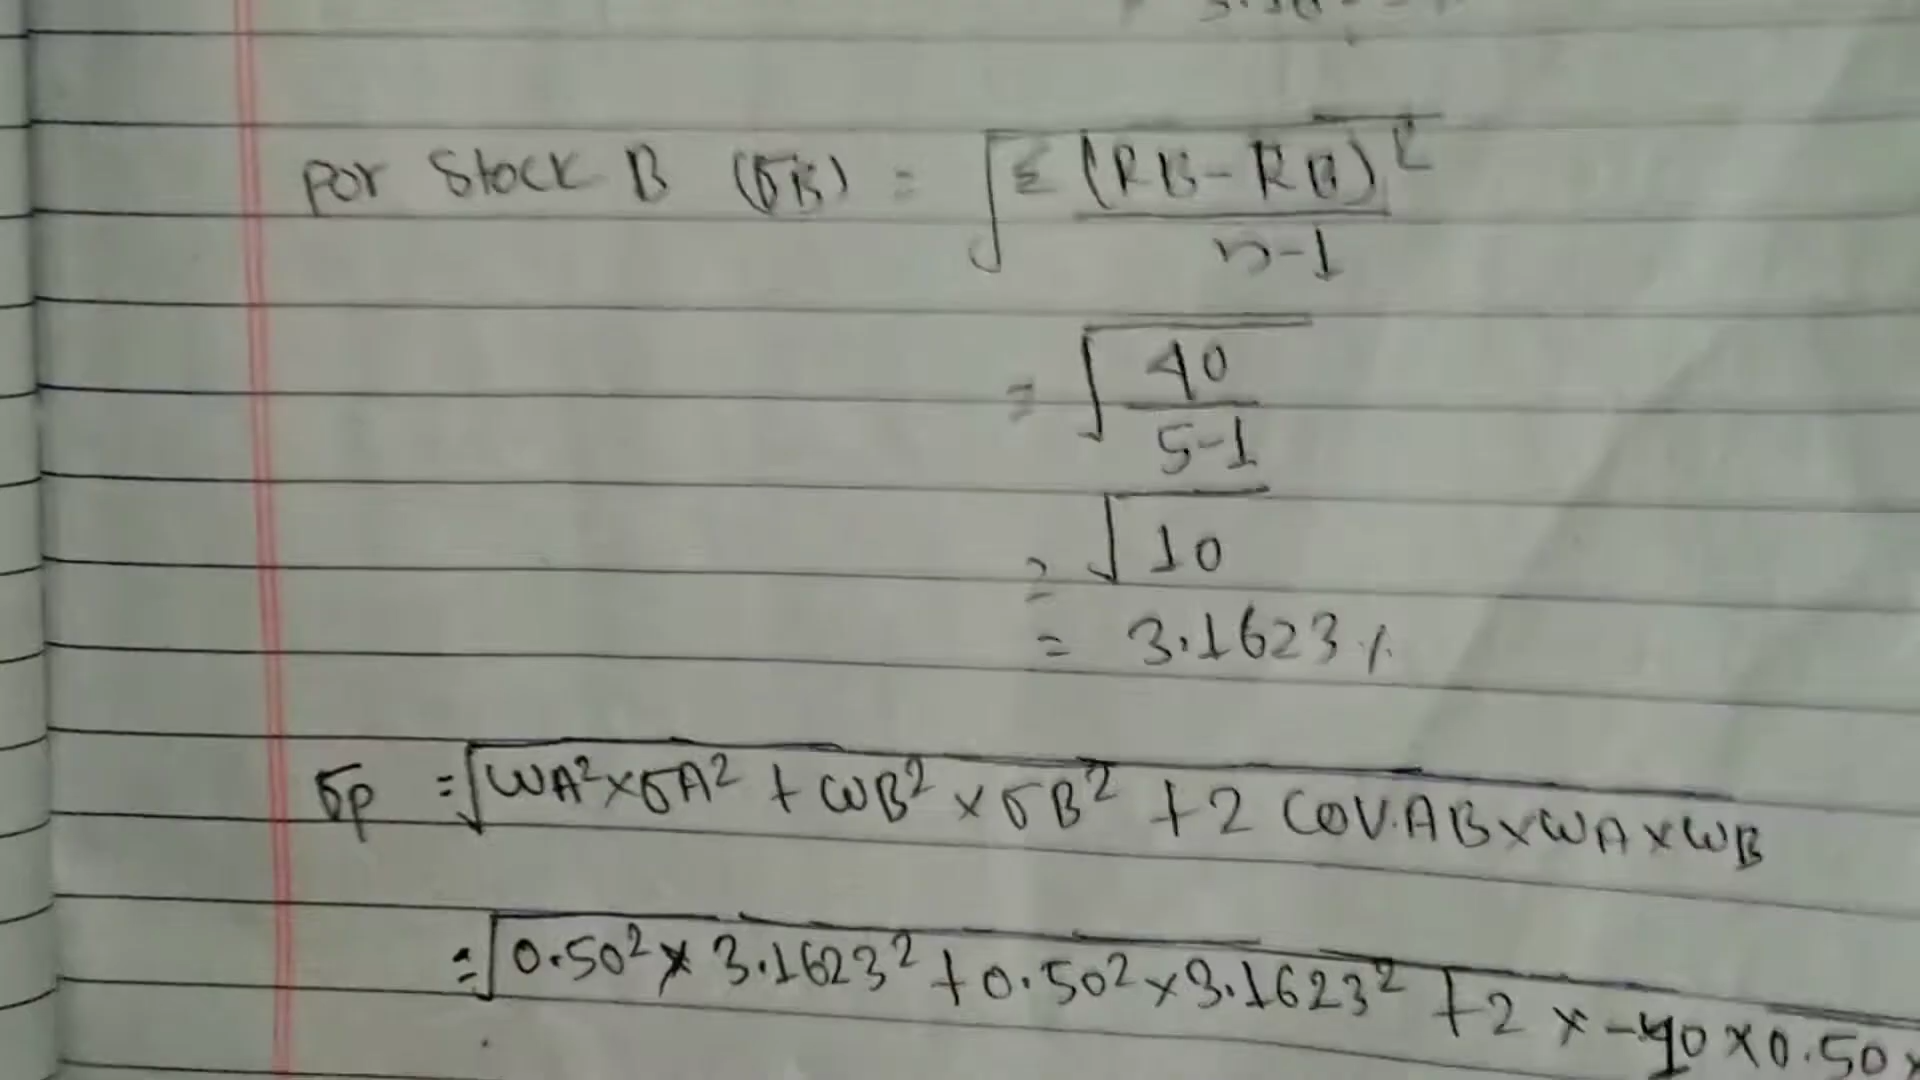 For Stock B (σB) = √Σ(RB-R̄B)²/n-1
= √40/5-1
= √10
= 3.1623%
σp = √WA²×σA² + WB²×σB² + 2 COV.AB×WA×WB
= √0.50²×3.1623²+0.50²×3.1623²+2×-40×0.50×